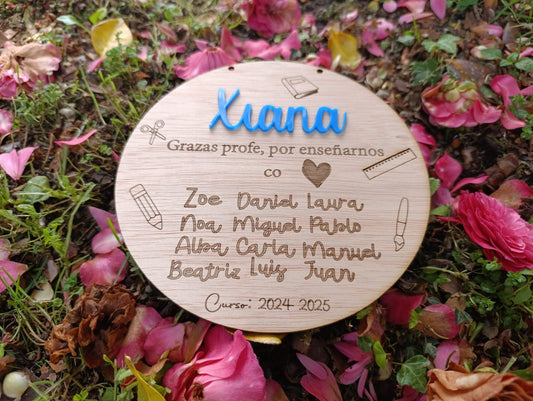 Xiana
Grazas profe, por enseñarnos
co
Zoe Daniel Laura
Noa Miguel Pablo
Alba Carla Manuel
Beatriz Luis Juan
Curso: 2024 2025